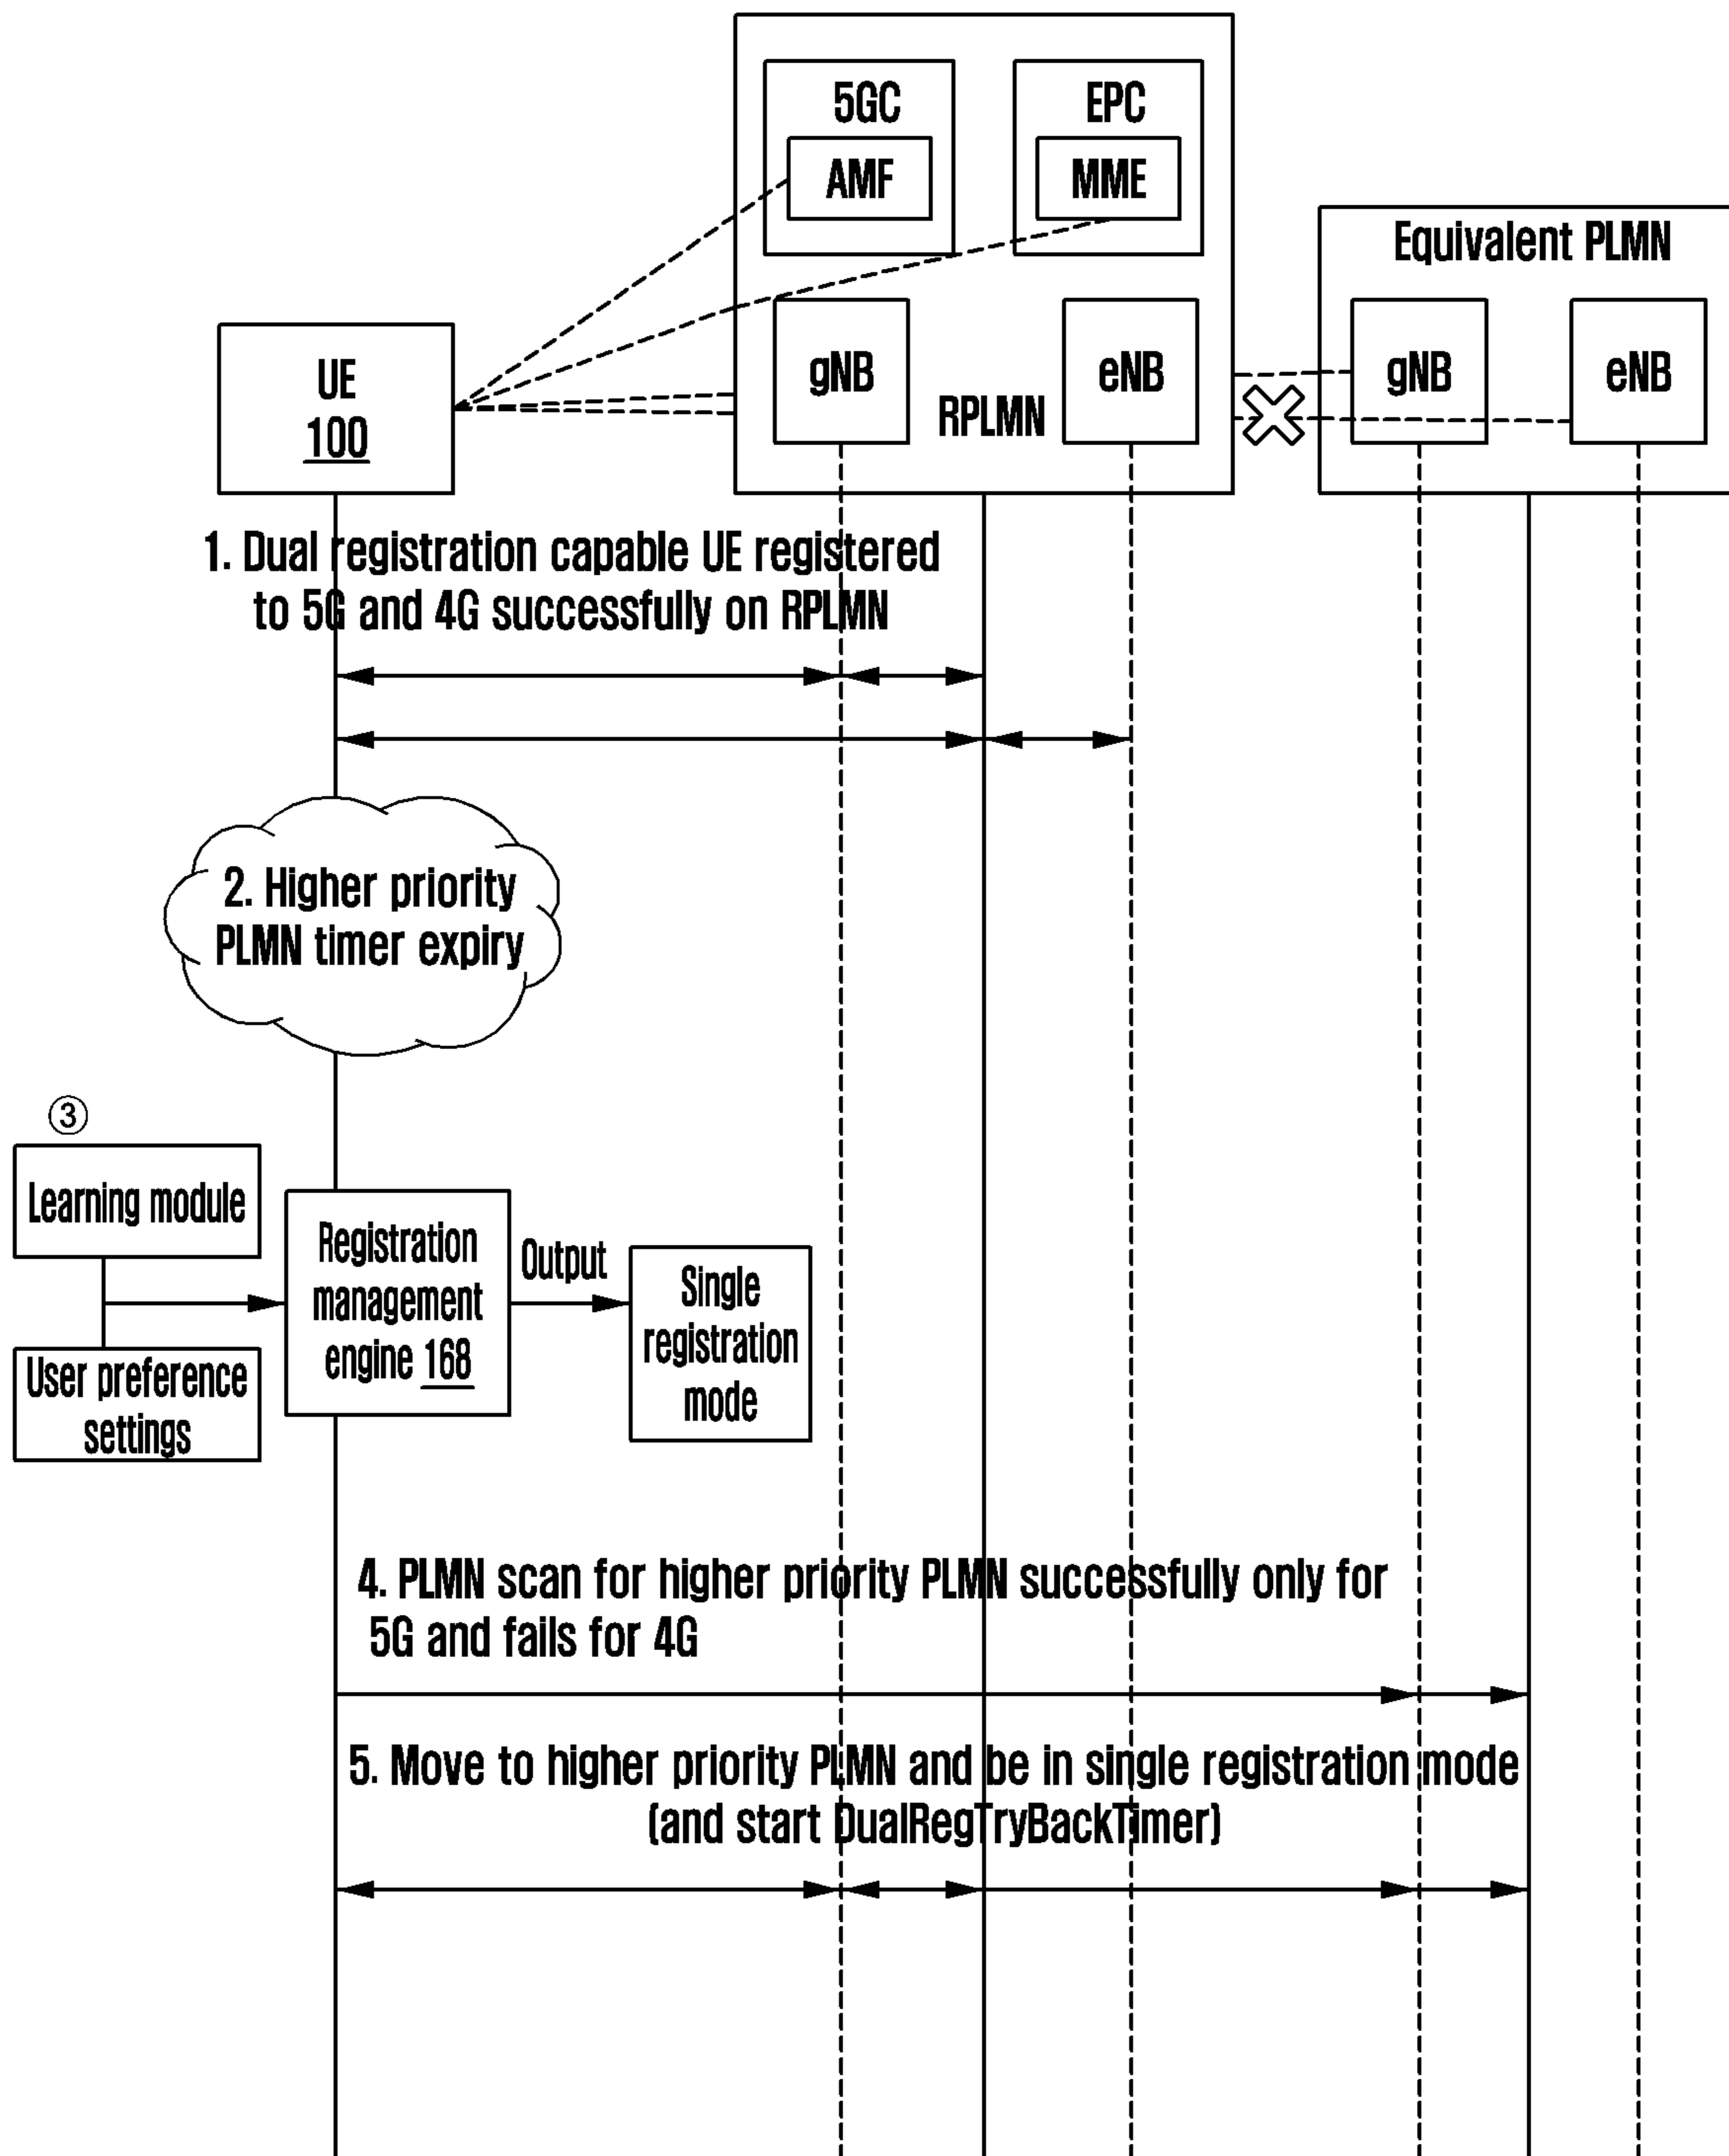 5GC
AMF
EPC
MME
Equivalent PLMN
UE
100
gNB
RPLMN
eNB
gNB
eNB
1. Dual registration capable UE registered
to 5G and 4G successfully on RPLMN
2. Higher priority
PLMN timer expiry
③
Learning module
User preference
settings
Registration
management
engine 168
Output
Single
registration
mode
4. PLMN scan for higher priority PLMN successfully only for
5G and fails for 4G
5. Move to higher priority PLMN and be in single registration mode
(and start DualRegTryBackTimer)